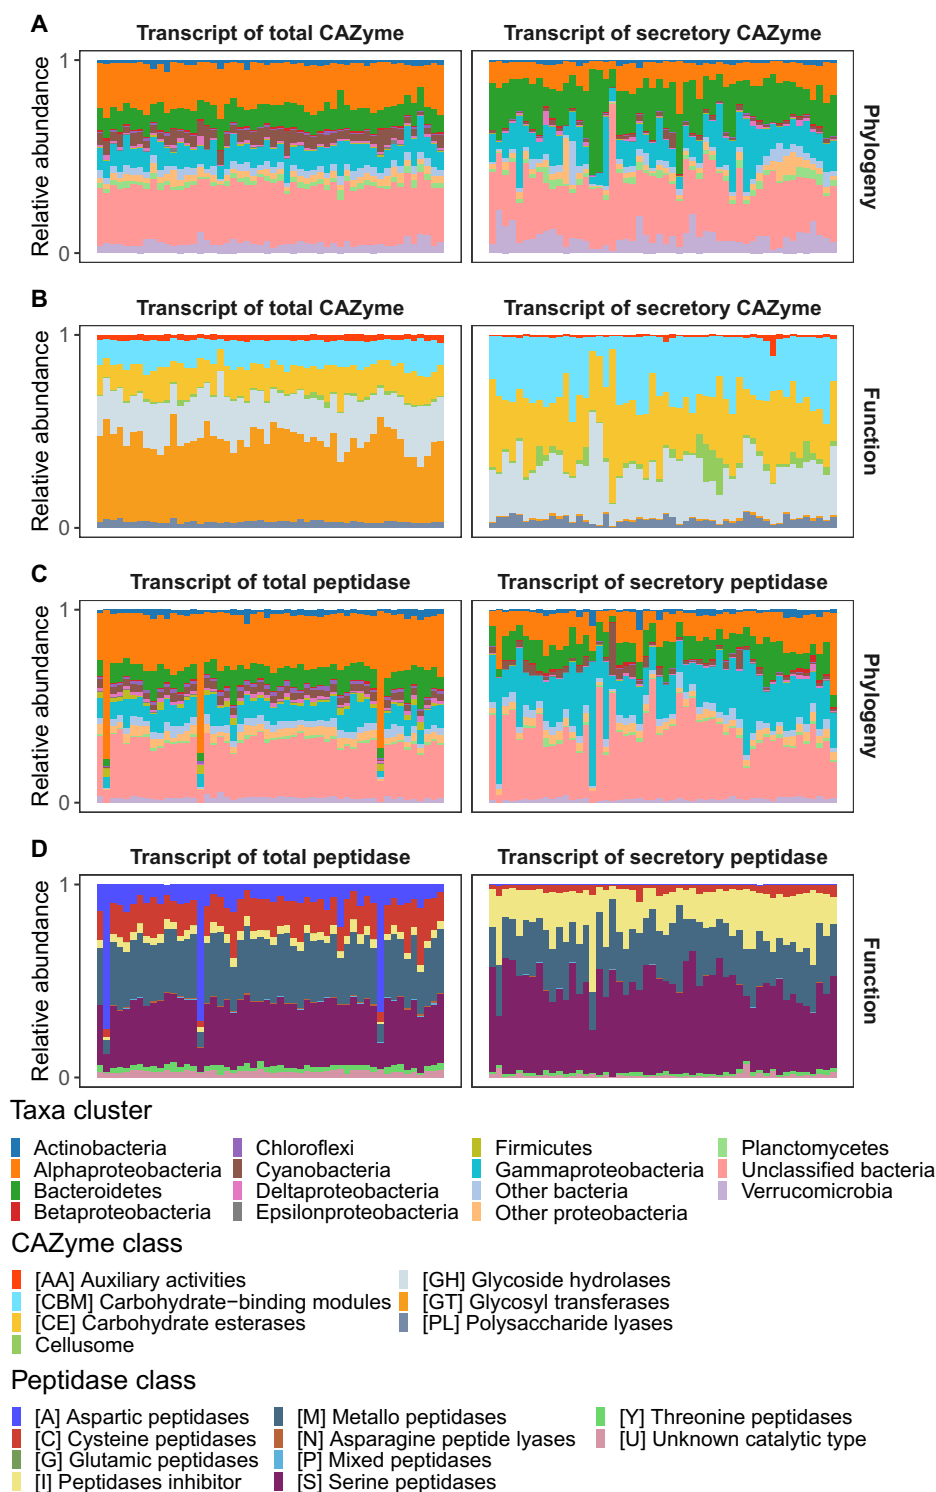 A
Transcript of total CAZyme
Transcript of secretory CAZyme
Relative abundance
1
0
Phylogeny
B
Transcript of total CAZyme
Transcript of secretory CAZyme
Relative abundance
1
0
Function
C
Transcript of total peptidase
Transcript of secretory peptidase
Relative abundance
1
0
Phylogeny
D
Transcript of total peptidase
Transcript of secretory peptidase
Relative abundance
1
0
Function
Taxa cluster
Actinobacteria
Alphaproteobacteria
Bacteroidetes
Betaproteobacteria
Chloroflexi
Cyanobacteria
Deltaproteobacteria
Epsilonproteobacteria
Firmicutes
Gammaproteobacteria
Other bacteria
Other proteobacteria
Planctomycetes
Unclassified bacteria
Verrucomicrobia
CAZyme class
[AA] Auxiliary activities
[CBM] Carbohydrate−binding modules
[CE] Carbohydrate esterases
Cellusome
[GH] Glycoside hydrolases
[GT] Glycosyl transferases
[PL] Polysaccharide lyases
Peptidase class
[A] Aspartic peptidases
[C] Cysteine peptidases
[G] Glutamic peptidases
[I] Peptidases inhibitor
[M] Metallo peptidases
[N] Asparagine peptide lyases
[P] Mixed peptidases
[S] Serine peptidases
[Y] Threonine peptidases
[U] Unknown catalytic type